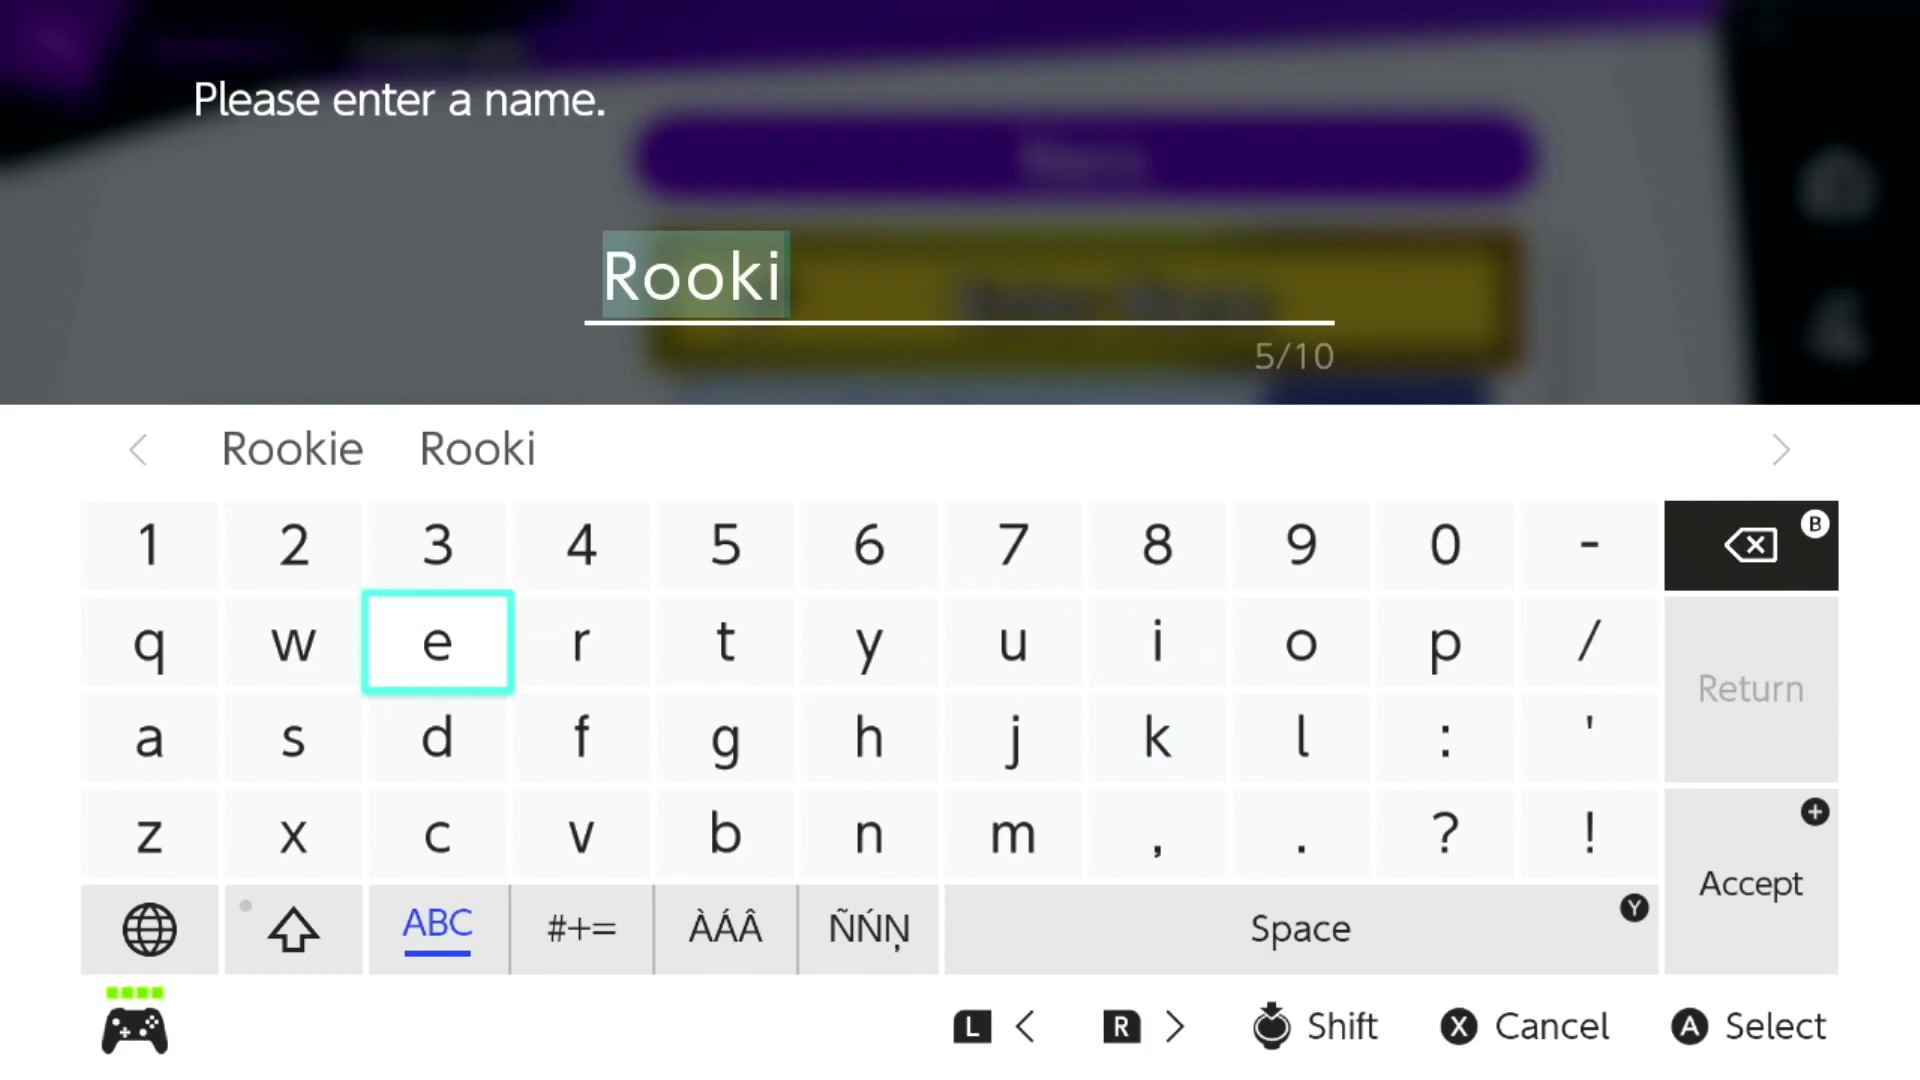 Please enter a name.
Rooki
5/10
Rookie Rooki
1 2 3 4 5 6 7 8 9 0 - B
q w e r t y u i o p /
Return
a s d f g h j k l : '
z x c v b n m , . ? ! +
Accept
ABC #+= ÀÁÂ ÑŃŅ Space Y
L R Shift X Cancel A Select